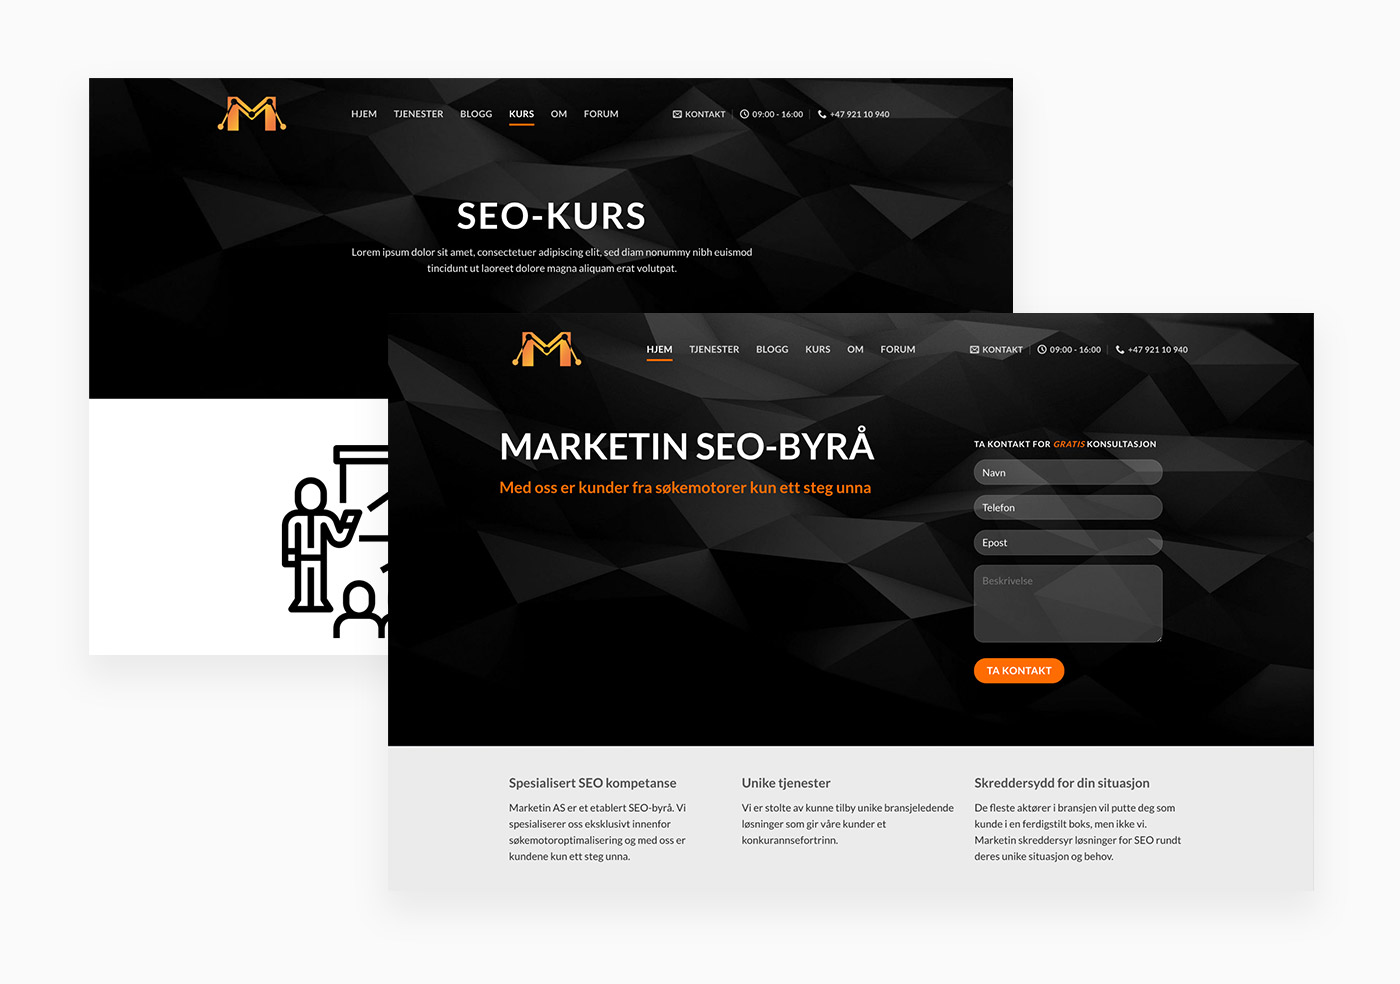 HJEM TJENESTER BLOGG KURS OM FORUM KONTAKT 09:00 - 16:00 +47 921 10 940
SEO-KURS
Lorem ipsum dolor sit amet, consectetuer adipiscing elit, sed diam nonummy nibh euismod
tincidunt ut laoreet dolore magna aliquam erat volutpat.
HJEM TJENESTER BLOGG KURS OM FORUM KONTAKT 09:00 - 16:00 +47 921 10 940
MARKETIN SEO-BYRÅ
Med oss er kunder fra søkemotorer kun ett steg unna
TA KONTAKT FOR GRATIS KONSULTASJON
Navn
Telefon
Epost
Beskrivelse
TA KONTAKT
Spesialisert SEO kompetanse
Marketin AS er et etablert SEO-byrå. Vi
spesialiserer oss eksklusivt innenfor
søkemotoroptimalisering og med oss er
kundene kun ett steg unna.
Unike tjenester
Vi er stolte av kunne tilby unike bransjeledende
løsninger som gir våre kunder et
konkurannsefortrinn.
Skreddersydd for din situasjon
De fleste aktører i bransjen vil putte deg som
kunde i en ferdigstilt boks, men ikke vi.
Marketin skreddersyr løsninger for SEO rundt
deres unike situasjon og behov.